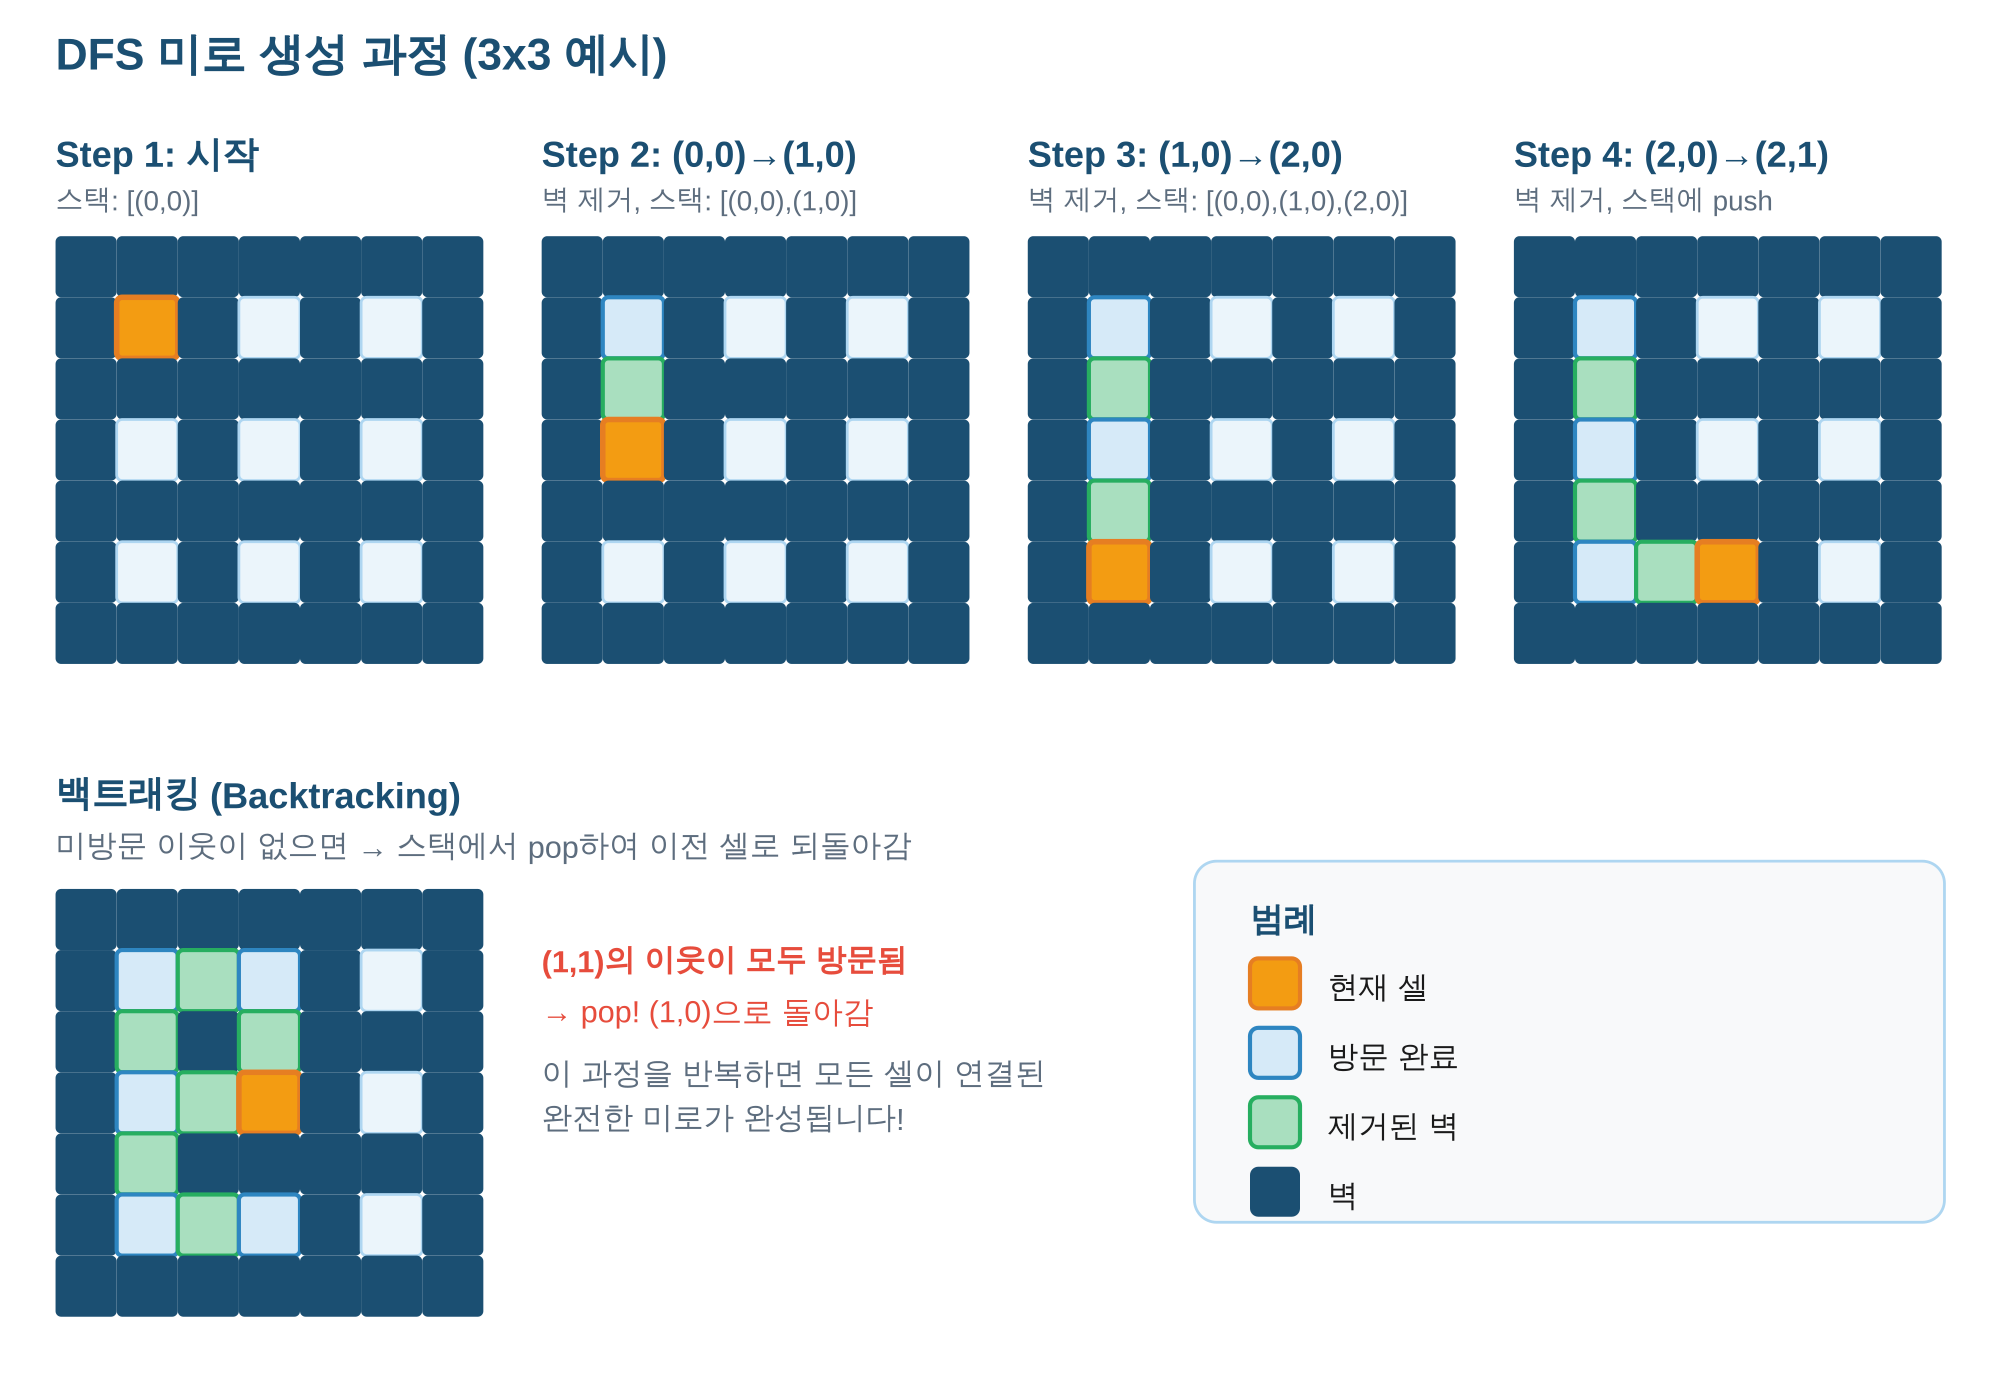 DFS 미로 생성 과정 (3x3 예시)
Step 1: 시작
스택: [(0,0)]
Step 2: (0,0)→(1,0)
벽 제거, 스택: [(0,0),(1,0)]
Step 3: (1,0)→(2,0)
벽 제거, 스택: [(0,0),(1,0),(2,0)]
Step 4: (2,0)→(2,1)
벽 제거, 스택에 push
백트래킹 (Backtracking)
미방문 이웃이 없으면 → 스택에서 pop하여 이전 셀로 되돌아감
(1,1)의 이웃이 모두 방문됨
→ pop! (1,0)으로 돌아감
이 과정을 반복하면 모든 셀이 연결된
완전한 미로가 완성됩니다!
범례
현재 셀
방문 완료
제거된 벽
벽